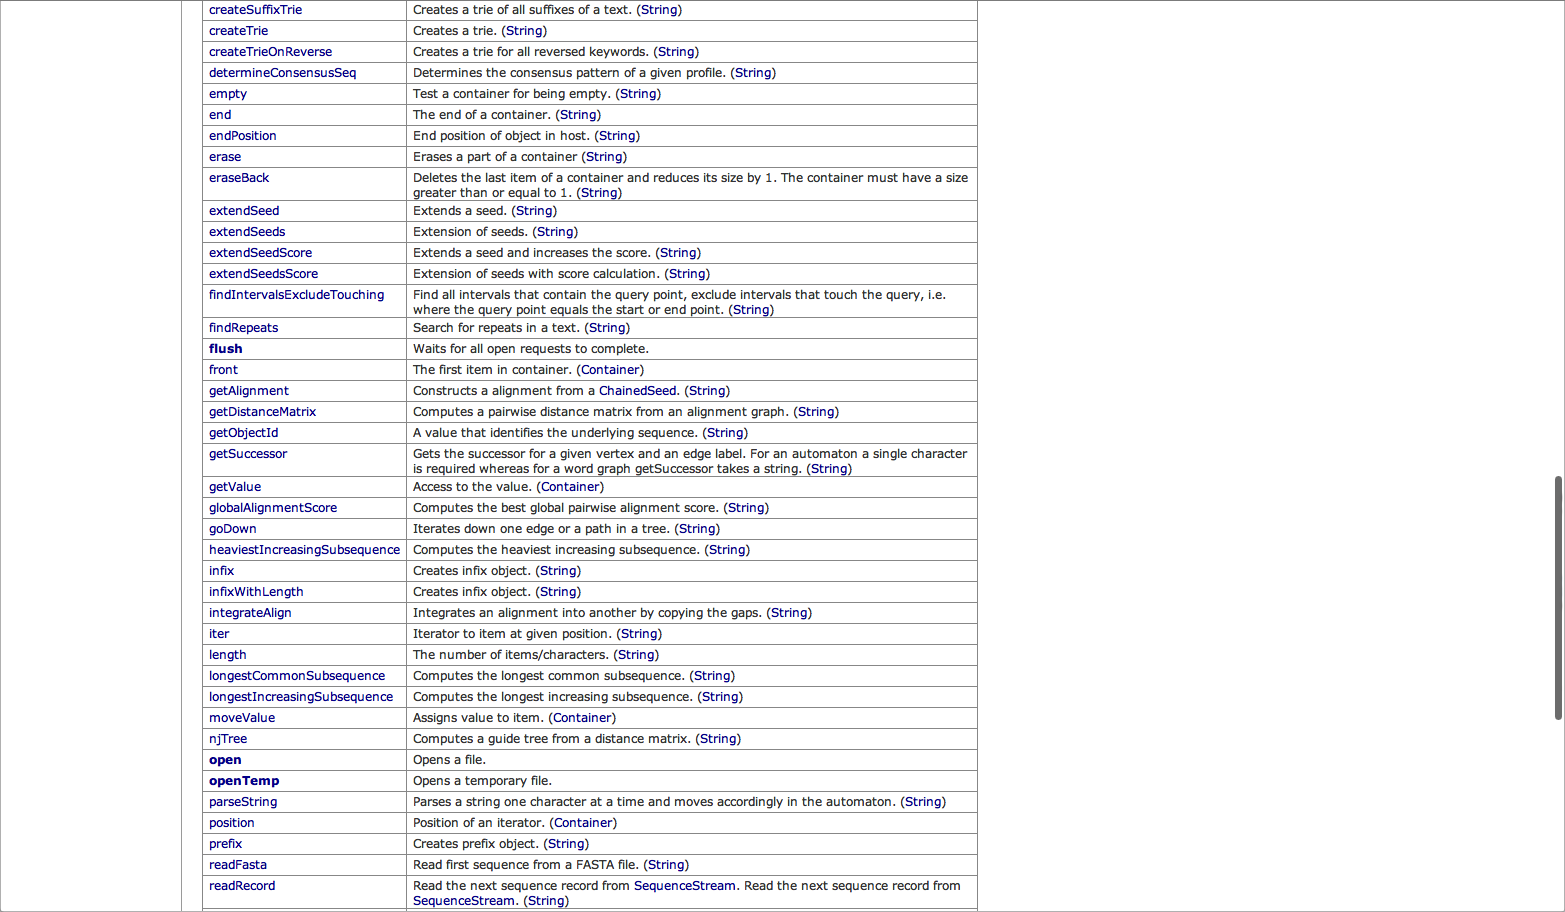 createSuffixTrie Creates a trie of all suffixes of a text. (String)
createTrie Creates a trie. (String)
createTrieOnReverse Creates a trie for all reversed keywords. (String)
determineConsensusSeq Determines the consensus pattern of a given profile. (String)
empty Test a container for being empty. (String)
end The end of a container. (String)
endPosition End position of object in host. (String)
erase Erases a part of a container (String)
eraseBack Deletes the last item of a container and reduces its size by 1. The container must have a size
greater than or equal to 1. (String)
extendSeed Extends a seed. (String)
extendSeeds Extension of seeds. (String)
extendSeedScore Extends a seed and increases the score. (String)
extendSeedsScore Extension of seeds with score calculation. (String)
findIntervalsExcludeTouching Find all intervals that contain the query point, exclude intervals that touch the query, i.e.
where the query point equals the start or end point. (String)
findRepeats Search for repeats in a text. (String)
flush Waits for all open requests to complete.
front The first item in container. (Container)
getAlignment Constructs a alignment from a ChainedSeed. (String)
getDistanceMatrix Computes a pairwise distance matrix from an alignment graph. (String)
getObjectId A value that identifies the underlying sequence. (String)
getSuccessor Gets the successor for a given vertex and an edge label. For an automaton a single character
is required whereas for a word graph getSuccessor takes a string. (String)
getValue Access to the value. (Container)
globalAlignmentScore Computes the best global pairwise alignment score. (String)
goDown Iterates down one edge or a path in a tree. (String)
heaviestIncreasingSubsequence Computes the heaviest increasing subsequence. (String)
infix Creates infix object. (String)
infixWithLength Creates infix object. (String)
integrateAlign Integrates an alignment into another by copying the gaps. (String)
iter Iterator to item at given position. (String)
length The number of items/characters. (String)
longestCommonSubsequence Computes the longest common subsequence. (String)
longestIncreasingSubsequence Computes the longest increasing subsequence. (String)
moveValue Assigns value to item. (Container)
njTree Computes a guide tree from a distance matrix. (String)
open Opens a file.
openTemp Opens a temporary file.
parseString Parses a string one character at a time and moves accordingly in the automaton. (String)
position Position of an iterator. (Container)
prefix Creates prefix object. (String)
readFasta Read first sequence from a FASTA file. (String)
readRecord Read the next sequence record from SequenceStream. Read the next sequence record from
SequenceStream. (String)